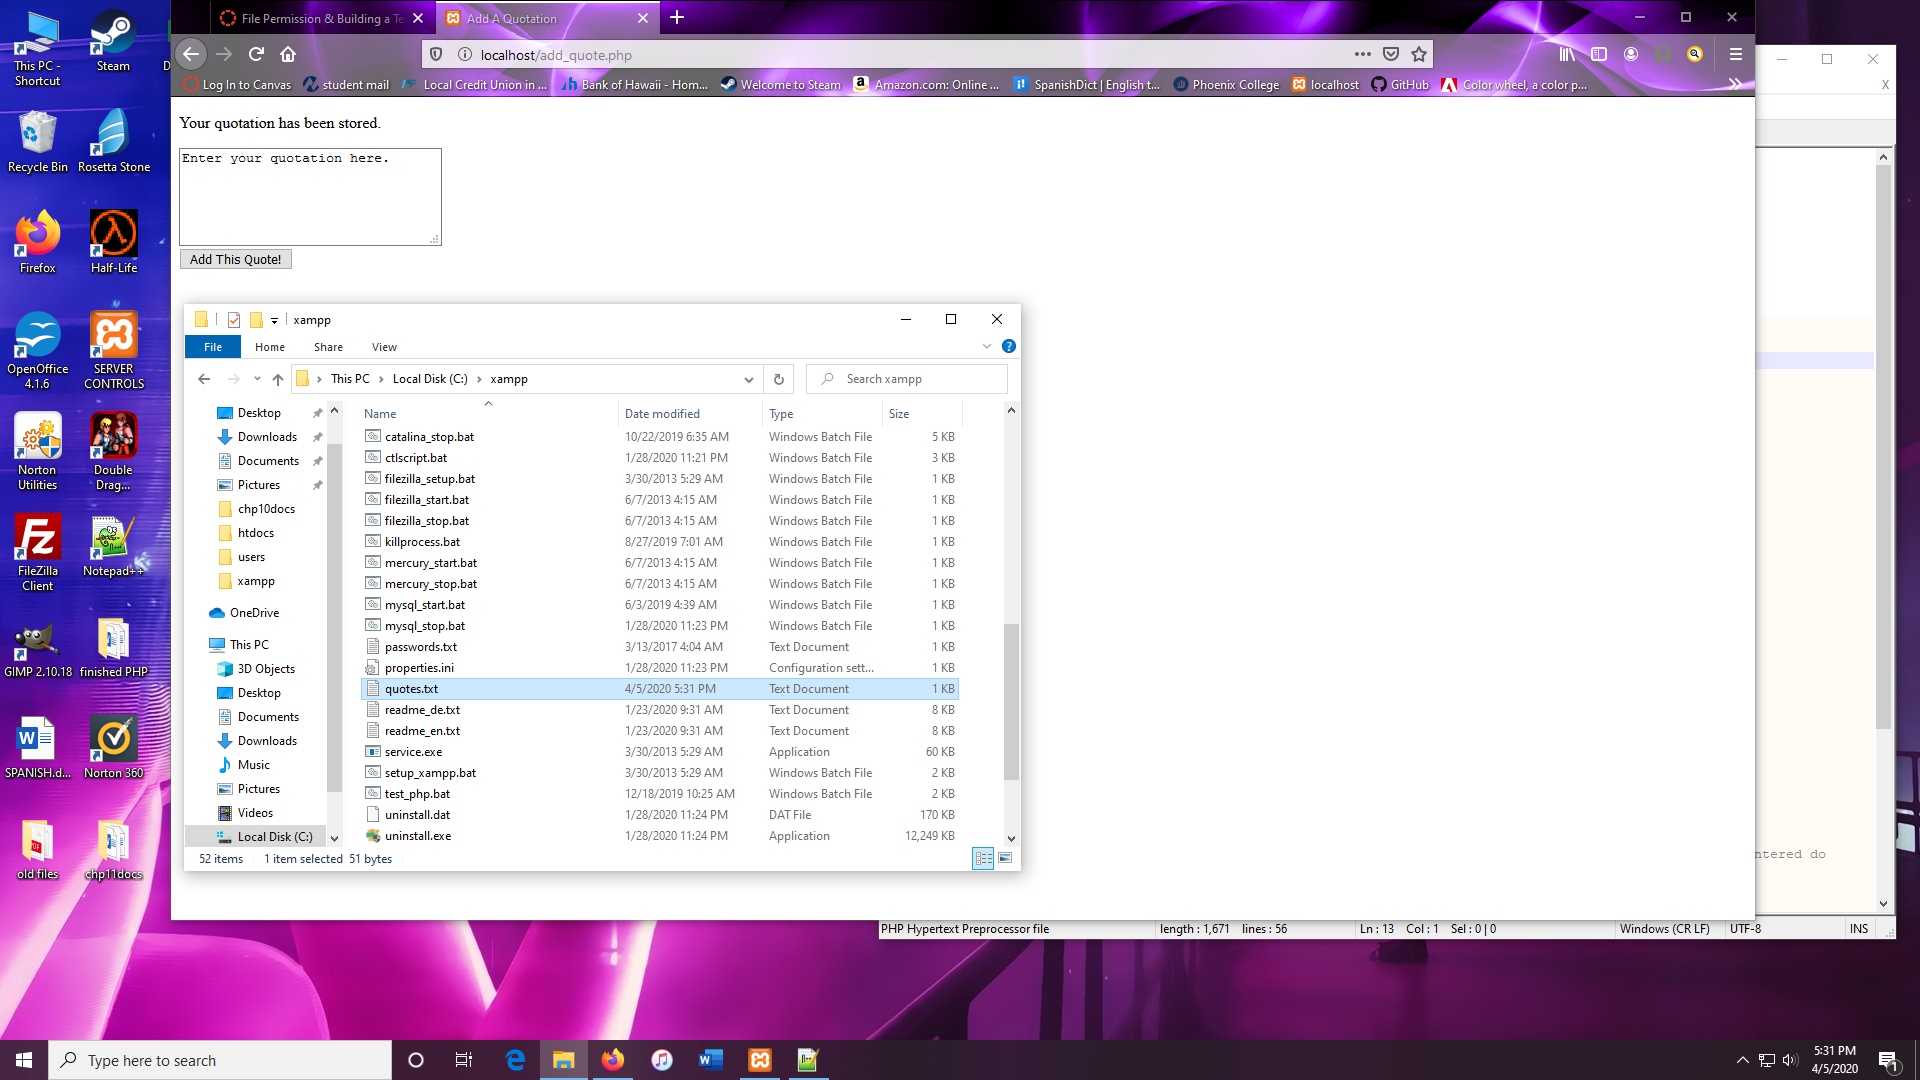 This PC - Shortcut
Steam
Recycle Bin
Rosetta Stone
Firefox
Half-Life
OpenOffice 4.1.6
SERVER CONTROLS
Norton Utilities
Double Drag...
FileZilla Client
Notepad++
GIMP 2.10.18
finished PHP
SPANISH.d...
Norton 360
old files
chp11docs
File Permission & Building a Te
Add A Quotation
localhost/add_quote.php
Log In to Canvas
student mail
Local Credit Union in ...
Bank of Hawaii - Hom...
Welcome to Steam
Amazon.com: Online ...
SpanishDict | English t...
Phoenix College
localhost
GitHub
Color wheel, a color p...
Your quotation has been stored.
Enter your quotation here.
Add This Quote!
xampp
File Home Share View
This PC > Local Disk (C:) > xampp
Search xampp
Desktop
Downloads
Documents
Pictures
chp10docs
htdocs
users
xampp
OneDrive
This PC
3D Objects
Desktop
Documents
Downloads
Music
Pictures
Videos
Local Disk (C:)
Name Date modified Type Size
catalina_stop.bat 10/22/2019 6:35 AM Windows Batch File 5 KB
ctlscript.bat 1/28/2020 11:21 PM Windows Batch File 3 KB
filezilla_setup.bat 3/30/2013 5:29 AM Windows Batch File 1 KB
filezilla_start.bat 6/7/2013 4:15 AM Windows Batch File 1 KB
filezilla_stop.bat 6/7/2013 4:15 AM Windows Batch File 1 KB
killprocess.bat 8/27/2019 7:01 AM Windows Batch File 1 KB
mercury_start.bat 6/7/2013 4:15 AM Windows Batch File 1 KB
mercury_stop.bat 6/7/2013 4:15 AM Windows Batch File 1 KB
mysql_start.bat 6/3/2019 4:39 AM Windows Batch File 1 KB
mysql_stop.bat 1/28/2020 11:23 PM Windows Batch File 1 KB
passwords.txt 3/13/2017 4:04 AM Text Document 1 KB
properties.ini 1/28/2020 11:23 PM Configuration sett... 1 KB
quotes.txt 4/5/2020 5:31 PM Text Document 1 KB
readme_de.txt 1/23/2020 9:31 AM Text Document 8 KB
readme_en.txt 1/23/2020 9:31 AM Text Document 8 KB
service.exe 3/30/2013 5:29 AM Application 60 KB
setup_xampp.bat 3/30/2013 5:29 AM Windows Batch File 2 KB
test_php.bat 12/18/2019 10:25 AM Windows Batch File 2 KB
uninstall.dat 1/28/2020 11:24 PM DAT File 170 KB
uninstall.exe 1/28/2020 11:24 PM Application 12,249 KB
52 items 1 item selected 51 bytes
ntered do
PHP Hypertext Preprocessor file length : 1,671 lines : 56 Ln : 13 Col : 1 Sel : 0 | 0 Windows (CR LF) UTF-8 INS
Type here to search
5:31 PM
4/5/2020
1